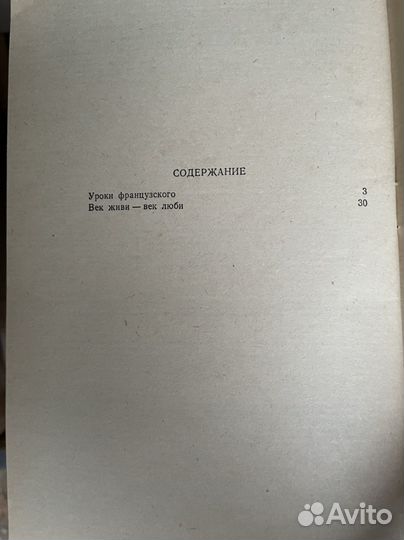 СОДЕРЖАНИЕ
Уроки французского 3
Век живи — век люби 30
Avito